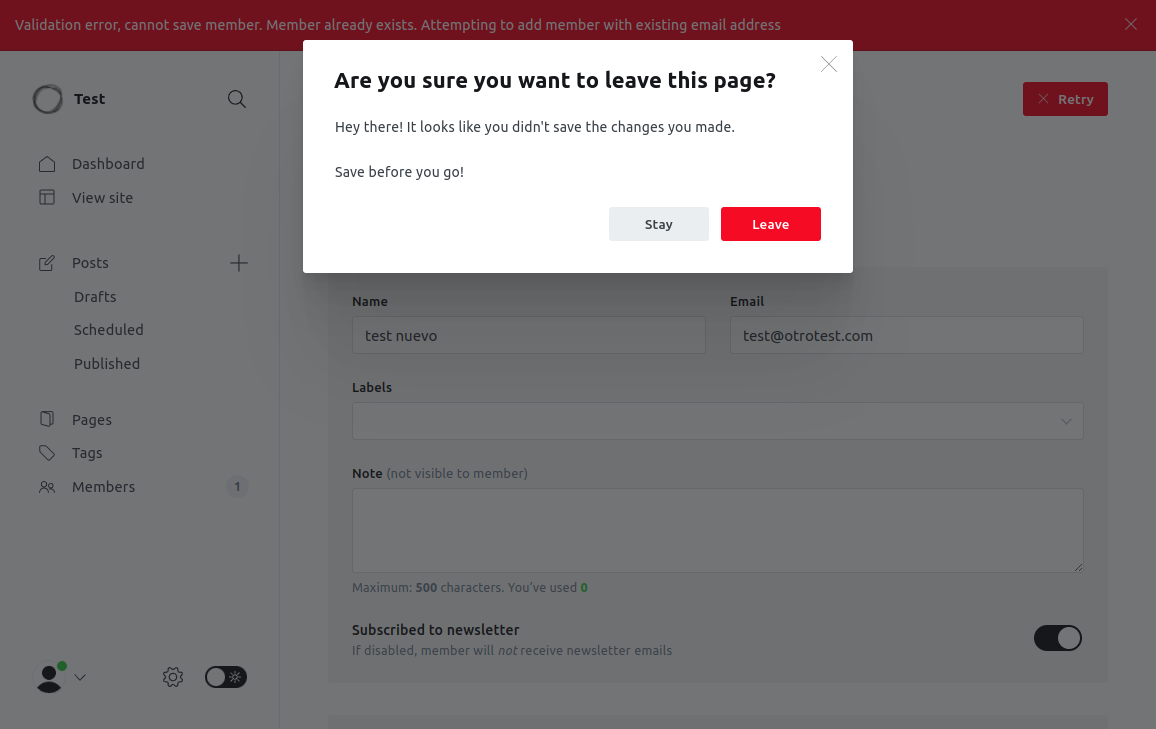 Validation error, cannot save member. Member already exists. Attempting to add member with existing email address
Are you sure you want to leave this page?
Hey there! It looks like you didn't save the changes you made.
Save before you go!
Stay
Leave
Test
Retry
Dashboard
View site
Posts
Drafts
Scheduled
Published
Pages
Tags
Members
1
Name
Email
test nuevo
test@otrotest.com
Labels
Note (not visible to member)
Maximum: 500 characters. You've used 0
Subscribed to newsletter
If disabled, member will not receive newsletter emails